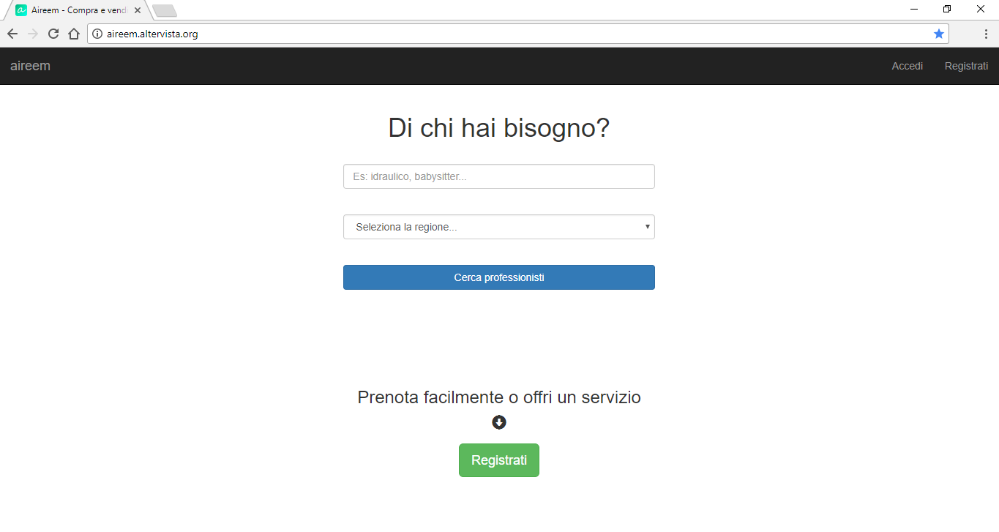 Aireem - Compra e vendi
aireem.altervista.org
aireem
Accedi
Registrati
Di chi hai bisogno?
Es: idraulico, babysitter...
Seleziona la regione...
Cerca professionisti
Prenota facilmente o offri un servizio
Registrati